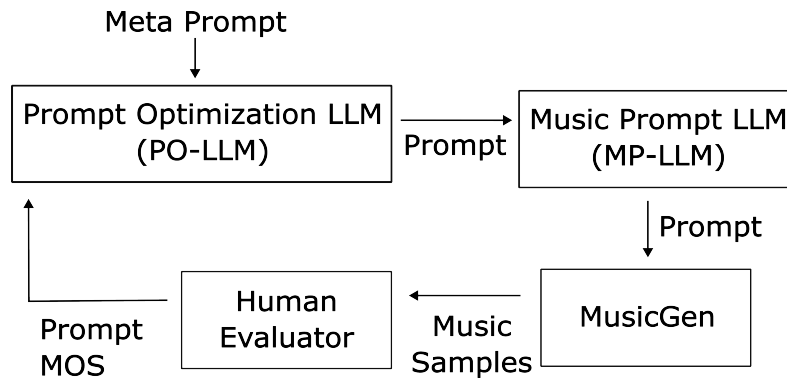 Meta Prompt
Prompt Optimization LLM
(PO-LLM)
Prompt
Music Prompt LLM
(MP-LLM)
Prompt
MusicGen
Music
Samples
Human
Evaluator
Prompt
MOS